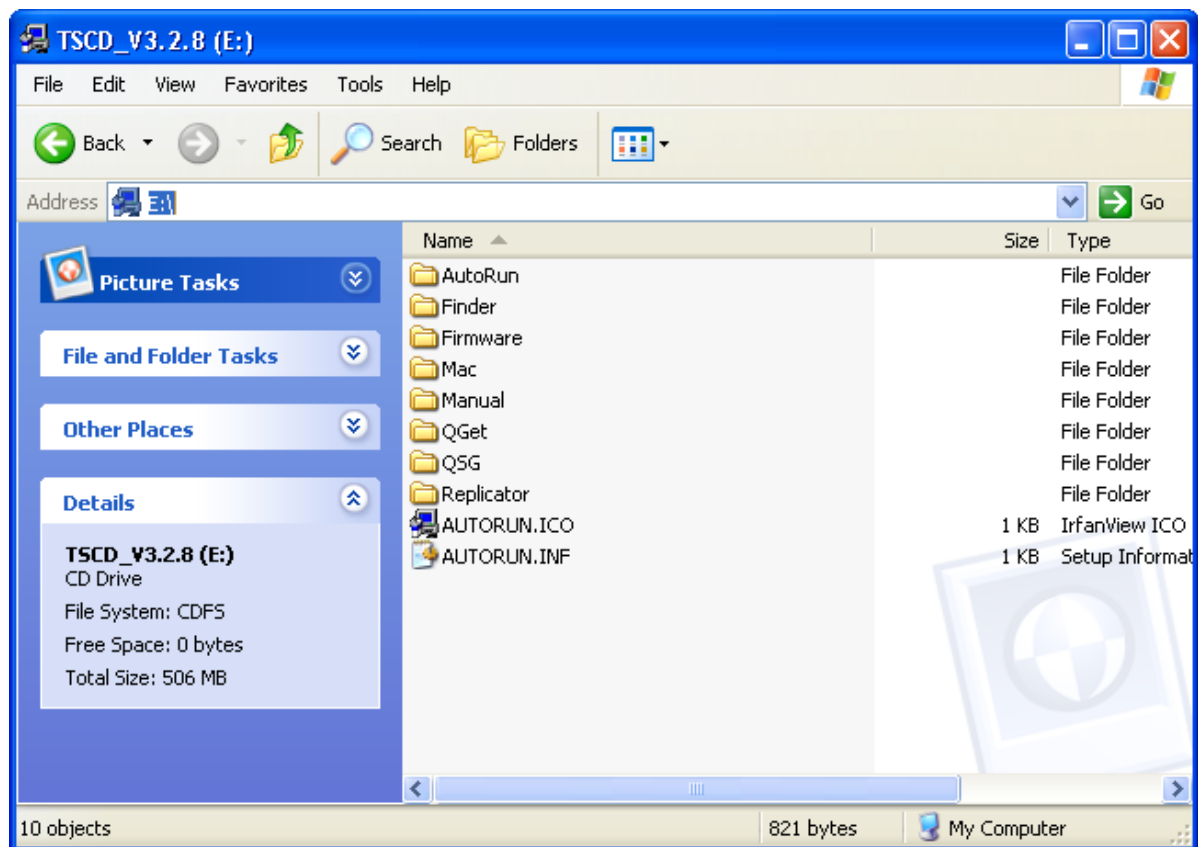 TSCD_V3.2.8 (E:)
File Edit View Favorites Tools Help
Back Search Folders
Address E:\ Go
Picture Tasks
File and Folder Tasks
Other Places
Details
TSCD_V3.2.8 (E:)
CD Drive
File System: CDFS
Free Space: 0 bytes
Total Size: 506 MB
Name Size Type
AutoRun File Folder
Finder File Folder
Firmware File Folder
Mac File Folder
Manual File Folder
QGet File Folder
QSG File Folder
Replicator File Folder
AUTORUN.ICO 1 KB IrfanView ICO
AUTORUN.INF 1 KB Setup Informat
10 objects 821 bytes My Computer